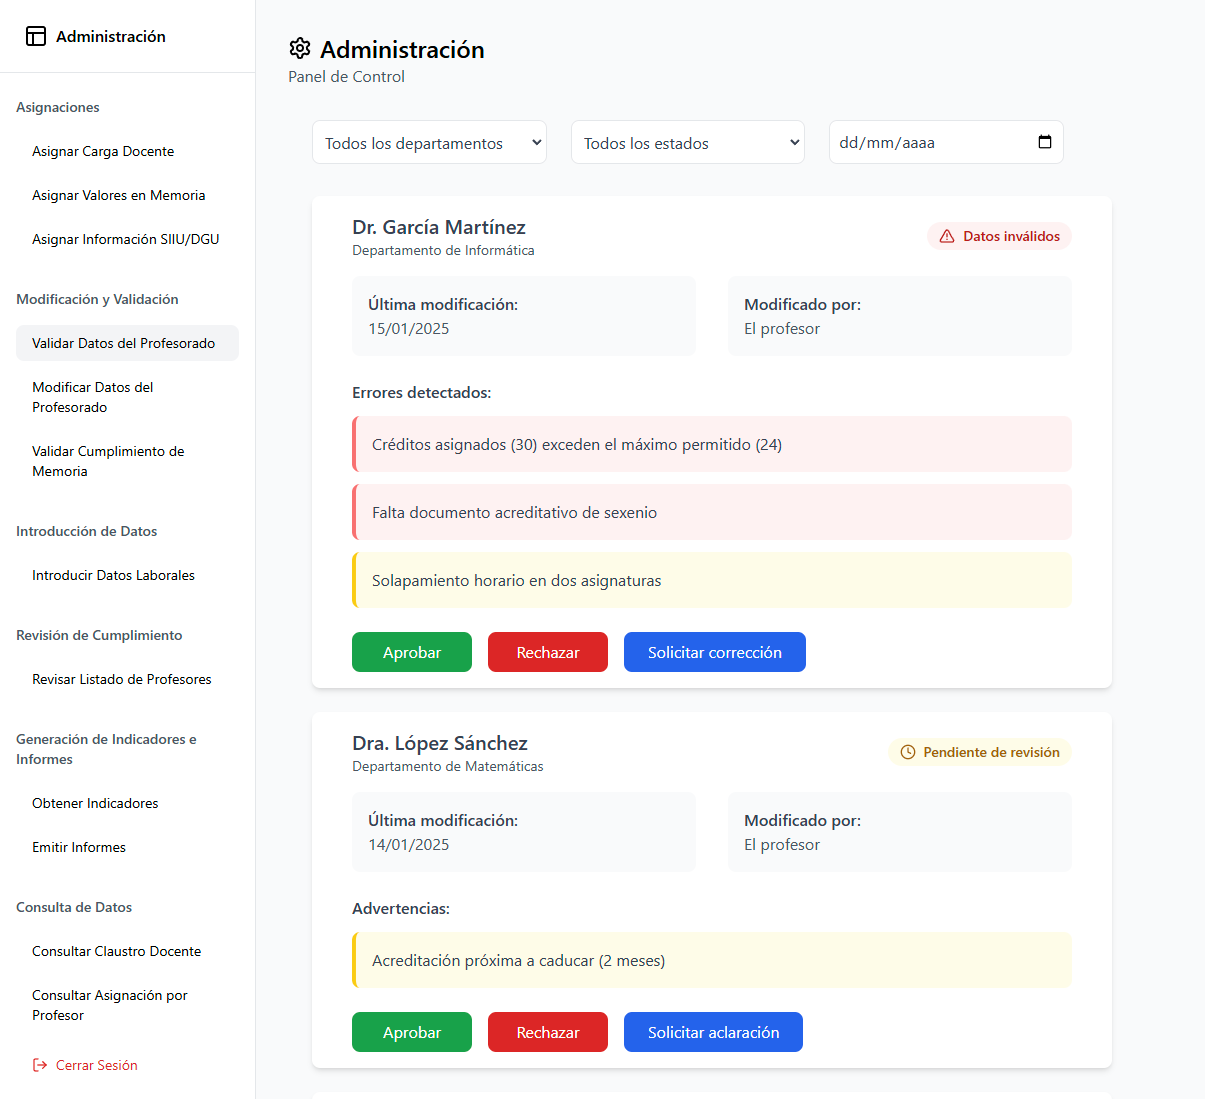 Administración
Asignaciones
Asignar Carga Docente
Asignar Valores en Memoria
Asignar Información SIIU/DGU
Modificación y Validación
Validar Datos del Profesorado
Modificar Datos del
Profesorado
Validar Cumplimiento de
Memoria
Introducción de Datos
Introducir Datos Laborales
Revisión de Cumplimiento
Revisar Listado de Profesores
Generación de Indicadores e
Informes
Obtener Indicadores
Emitir Informes
Consulta de Datos
Consultar Claustro Docente
Consultar Asignación por
Profesor
Cerrar Sesión
Administración
Panel de Control
Todos los departamentos
Todos los estados
dd/mm/aaaa
Dr. García Martínez
Departamento de Informática
Datos inválidos
Última modificación:
15/01/2025
Modificado por:
El profesor
Errores detectados:
Créditos asignados (30) exceden el máximo permitido (24)
Falta documento acreditativo de sexenio
Solapamiento horario en dos asignaturas
Aprobar
Rechazar
Solicitar corrección
Dra. López Sánchez
Departamento de Matemáticas
Pendiente de revisión
Última modificación:
14/01/2025
Modificado por:
El profesor
Advertencias:
Acreditación próxima a caducar (2 meses)
Aprobar
Rechazar
Solicitar aclaración